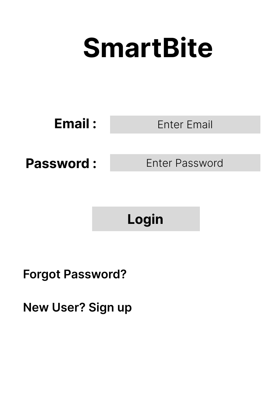 SmartBite
Email : Enter Email
Password : Enter Password
Login
Forgot Password?
New User? Sign up